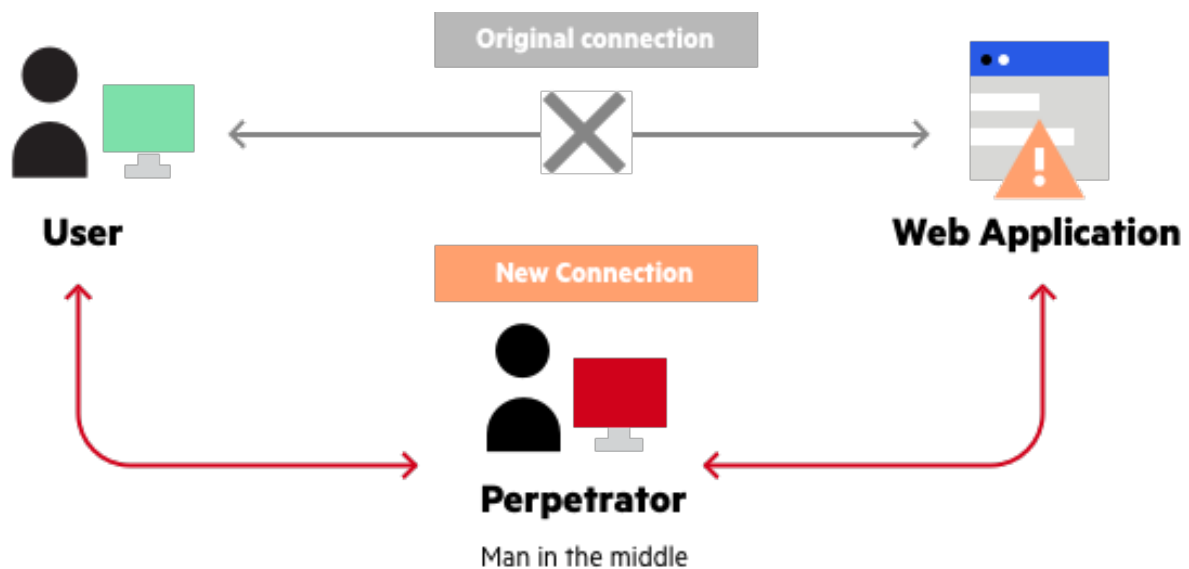 Original connection
User
Web Application
New Connection
Perpetrator
Man in the middle